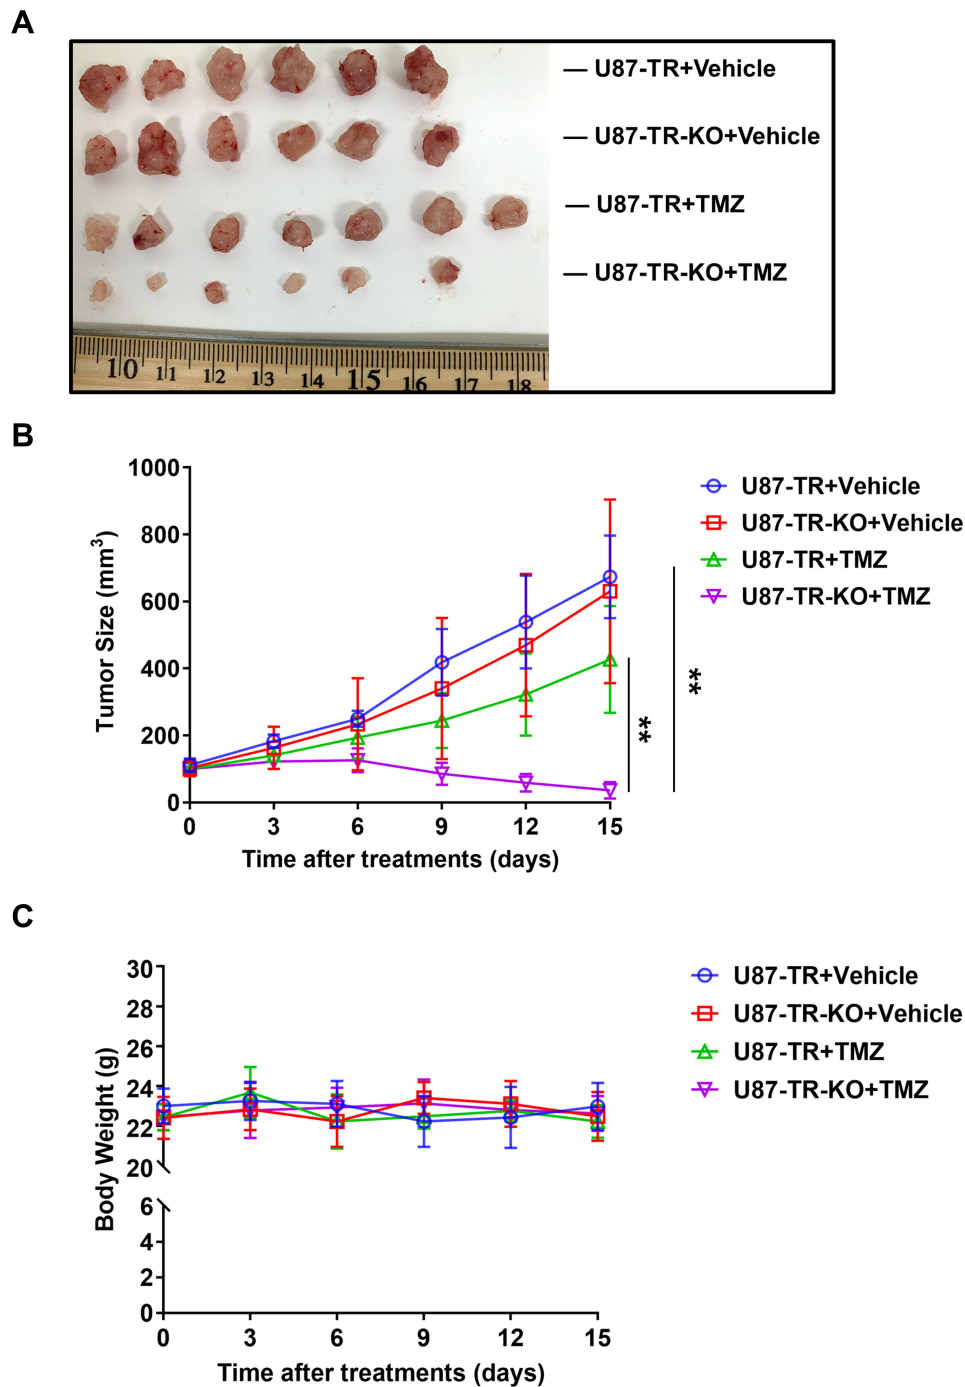 A
U87-TR+Vehicle
U87-TR-KO+Vehicle
U87-TR+TMZ
U87-TR-KO+TMZ
10 11 12 13 14 15 16 17 18
B
1000
800
600
400
200
0
Tumor Size (mm³)
0 3 6 9 12 15
Time after treatments (days)
U87-TR+Vehicle
U87-TR-KO+Vehicle
U87-TR+TMZ
U87-TR-KO+TMZ
**
**
C
30
28
26
24
22
20
6
4
2
0
Body Weight (g)
0 3 6 9 12 15
Time after treatments (days)
U87-TR+Vehicle
U87-TR-KO+Vehicle
U87-TR+TMZ
U87-TR-KO+TMZ